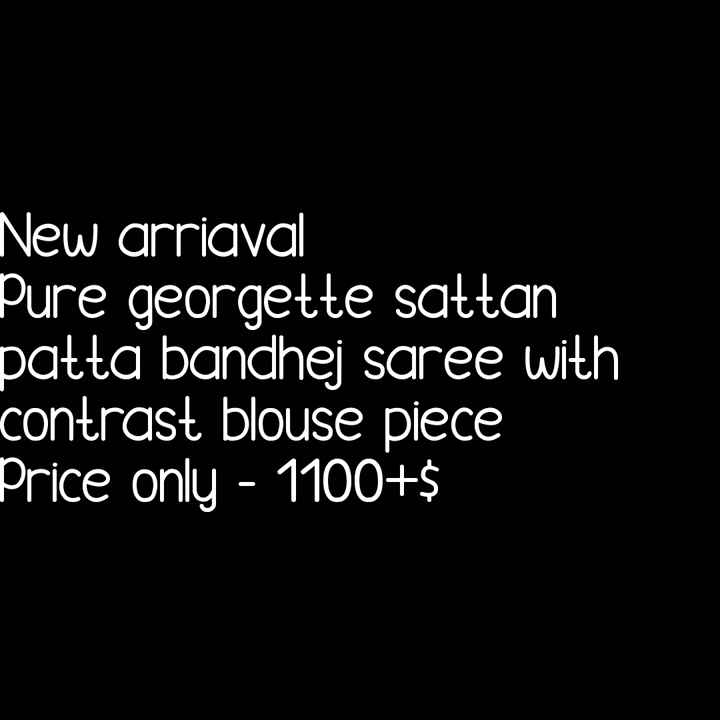 New arriaval
Pure georgette sattan
patta bandhej saree with
contrast blouse piece
Price only - 1100+$